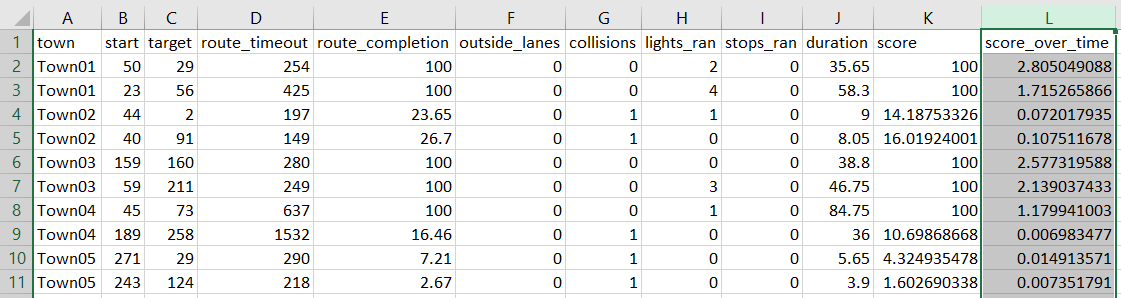 A B C D E F G H I J K L
1 town start target route_timeout route_completion outside_lanes collisions lights_ran stops_ran duration score score_over_time
2 Town01 50 29 254 100 0 0 2 0 35.65 100 2.805049088
3 Town01 23 56 425 100 0 0 4 0 58.3 100 1.715265866
4 Town02 44 2 197 23.65 0 1 1 0 9 14.18753326 0.072017935
5 Town02 40 91 149 26.7 0 1 0 0 8.05 16.01924001 0.107511678
6 Town03 159 160 280 100 0 0 0 0 38.8 100 2.577319588
7 Town03 59 211 249 100 0 0 3 0 46.75 100 2.139037433
8 Town04 45 73 637 100 0 0 1 0 84.75 100 1.179941003
9 Town04 189 258 1532 16.46 0 1 0 0 36 10.69868668 0.006983477
10 Town05 271 29 290 7.21 0 1 0 0 5.65 4.324935478 0.014913571
11 Town05 243 124 218 2.67 0 1 0 0 3.9 1.602690338 0.007351791